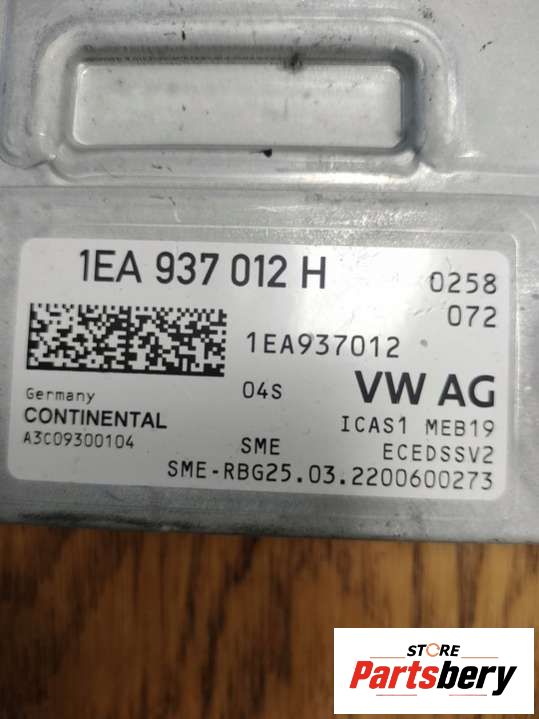 1EA 937 012 H
0258
072
1EA937012
04S
VW AG
Germany
CONTINENTAL
A3C09300104
ICAS1 MEB19
SME
ECEDSSV2
SME-RBG25.03.2200600273
STORE
Partsbery